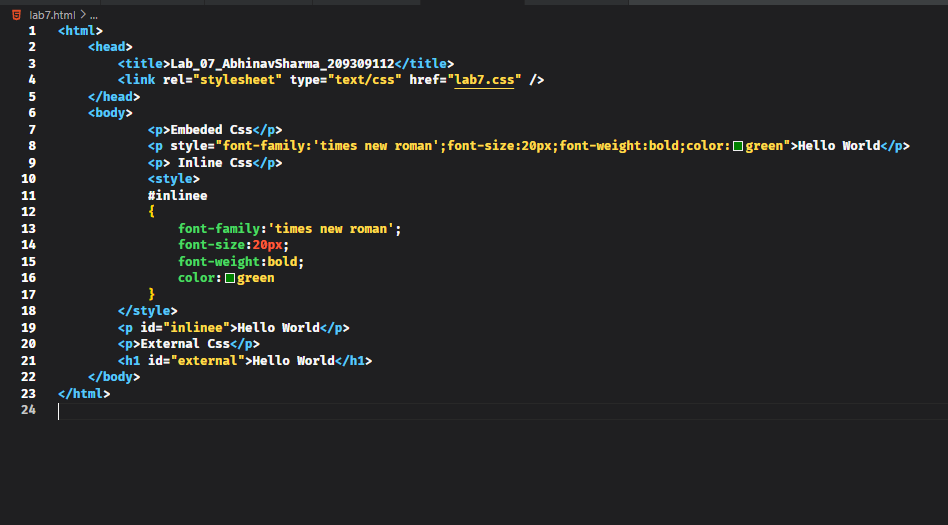 lab7.html > ...
1 <html>
2 <head>
3 <title>Lab_07_AbhinavSharma_209309112</title>
4 <link rel="stylesheet" type="text/css" href="lab7.css" />
5 </head>
6 <body>
7 <p>Embeded Css</p>
8 <p style="font-family:'times new roman';font-size:20px;font-weight:bold;color:green">Hello World</p>
9 <p> Inline Css</p>
10 <style>
11 #inlinee
12 {
13 font-family:'times new roman';
14 font-size:20px;
15 font-weight:bold;
16 color:green
17 }
18 </style>
19 <p id="inlinee">Hello World</p>
20 <p>External Css</p>
21 <h1 id="external">Hello World</h1>
22 </body>
23 </html>
24